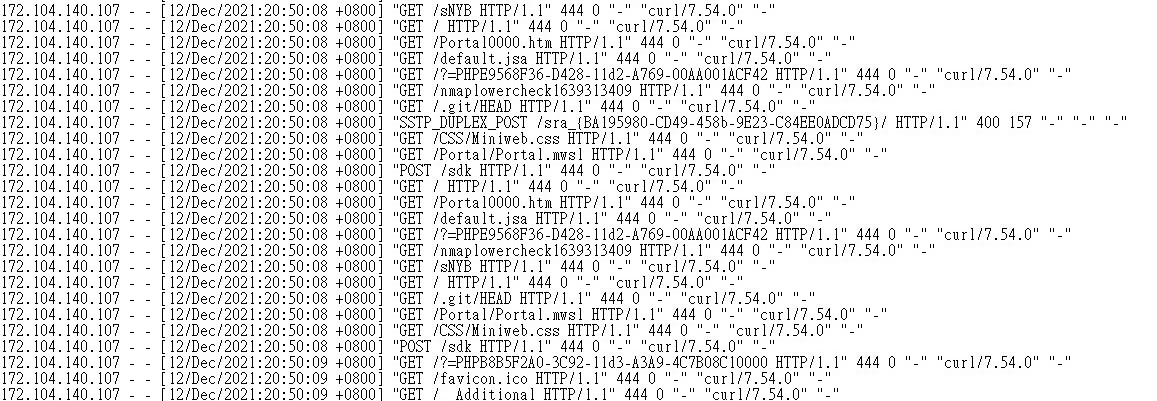 172.104.140.107 - - [12/Dec/2021:20:50:08 +0800] "GET /sNYB HTTP/1.1" 444 0 "-" "curl/7.54.0" "-"
172.104.140.107 - - [12/Dec/2021:20:50:08 +0800] "GET / HTTP/1.1" 444 0 "-" "curl/7.54.0" "-"
172.104.140.107 - - [12/Dec/2021:20:50:08 +0800] "GET /Portal0000.htm HTTP/1.1" 444 0 "-" "curl/7.54.0" "-"
172.104.140.107 - - [12/Dec/2021:20:50:08 +0800] "GET /default.jsa HTTP/1.1" 444 0 "-" "curl/7.54.0" "-"
172.104.140.107 - - [12/Dec/2021:20:50:08 +0800] "GET /?=PHPE9568F36-D428-11d2-A769-00AA001ACF42 HTTP/1.1" 444 0 "-" "curl/7.54.0" "-"
172.104.140.107 - - [12/Dec/2021:20:50:08 +0800] "GET /nmaplowercheck1639313409 HTTP/1.1" 444 0 "-" "curl/7.54.0" "-"
172.104.140.107 - - [12/Dec/2021:20:50:08 +0800] "GET /.git/HEAD HTTP/1.1" 444 0 "-" "curl/7.54.0" "-"
172.104.140.107 - - [12/Dec/2021:20:50:08 +0800] "SSTP_DUPLEX_POST /sra_{BA195980-CD49-458b-9E23-C84EE0ADCD75}/ HTTP/1.1" 400 157 "-" "-" "-"
172.104.140.107 - - [12/Dec/2021:20:50:08 +0800] "GET /CSS/Miniweb.css HTTP/1.1" 444 0 "-" "curl/7.54.0" "-"
172.104.140.107 - - [12/Dec/2021:20:50:08 +0800] "GET /Portal/Portal.mwsl HTTP/1.1" 444 0 "-" "curl/7.54.0" "-"
172.104.140.107 - - [12/Dec/2021:20:50:08 +0800] "POST /sdk HTTP/1.1" 444 0 "-" "curl/7.54.0" "-"
172.104.140.107 - - [12/Dec/2021:20:50:08 +0800] "GET / HTTP/1.1" 444 0 "-" "curl/7.54.0" "-"
172.104.140.107 - - [12/Dec/2021:20:50:08 +0800] "GET /Portal0000.htm HTTP/1.1" 444 0 "-" "curl/7.54.0" "-"
172.104.140.107 - - [12/Dec/2021:20:50:08 +0800] "GET /default.jsa HTTP/1.1" 444 0 "-" "curl/7.54.0" "-"
172.104.140.107 - - [12/Dec/2021:20:50:08 +0800] "GET /?=PHPE9568F36-D428-11d2-A769-00AA001ACF42 HTTP/1.1" 444 0 "-" "curl/7.54.0" "-"
172.104.140.107 - - [12/Dec/2021:20:50:08 +0800] "GET /nmaplowercheck1639313409 HTTP/1.1" 444 0 "-" "curl/7.54.0" "-"
172.104.140.107 - - [12/Dec/2021:20:50:08 +0800] "GET /sNYB HTTP/1.1" 444 0 "-" "curl/7.54.0" "-"
172.104.140.107 - - [12/Dec/2021:20:50:08 +0800] "GET / HTTP/1.1" 444 0 "-" "curl/7.54.0" "-"
172.104.140.107 - - [12/Dec/2021:20:50:08 +0800] "GET /.git/HEAD HTTP/1.1" 444 0 "-" "curl/7.54.0" "-"
172.104.140.107 - - [12/Dec/2021:20:50:08 +0800] "GET /Portal/Portal.mwsl HTTP/1.1" 444 0 "-" "curl/7.54.0" "-"
172.104.140.107 - - [12/Dec/2021:20:50:08 +0800] "GET /CSS/Miniweb.css HTTP/1.1" 444 0 "-" "curl/7.54.0" "-"
172.104.140.107 - - [12/Dec/2021:20:50:08 +0800] "POST /sdk HTTP/1.1" 444 0 "-" "curl/7.54.0" "-"
172.104.140.107 - - [12/Dec/2021:20:50:09 +0800] "GET /?=PHPB8B5F2A0-3C92-11d3-A3A9-4C7B08C10000 HTTP/1.1" 444 0 "-" "curl/7.54.0" "-"
172.104.140.107 - - [12/Dec/2021:20:50:09 +0800] "GET /favicon.ico HTTP/1.1" 444 0 "-" "curl/7.54.0" "-"
172.104.140.107 - - [12/Dec/2021:20:50:09 +0800] "GET /__Additional HTTP/1.1" 444 0 "-" "curl/7.54.0" "-"